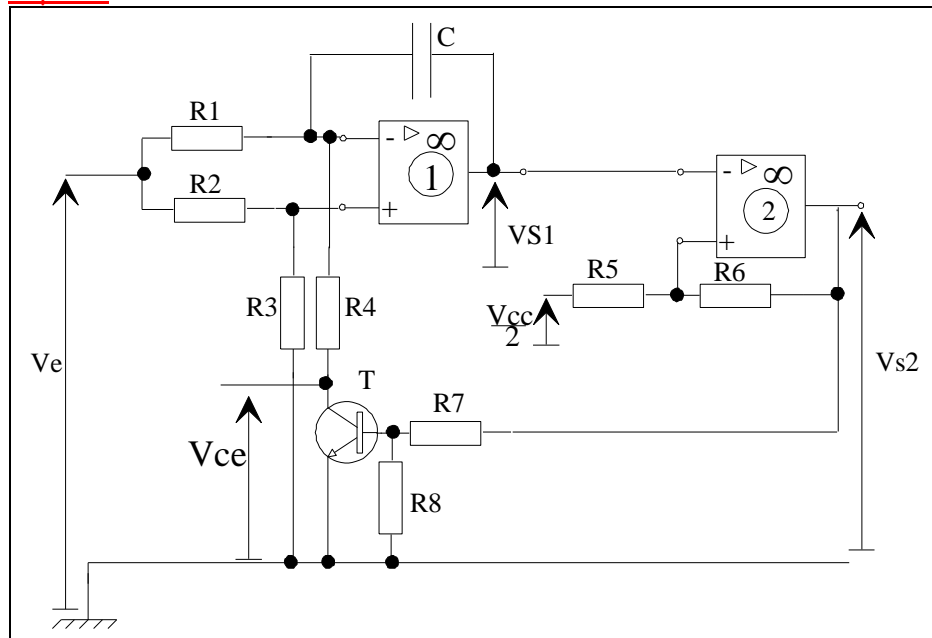 C
R1
- ▷ ∞
1
R2
+
VS1
- ▷ ∞
2
+
R5
R6
Vcc
2
R3
R4
Ve
Vs2
T
R7
Vce
R8